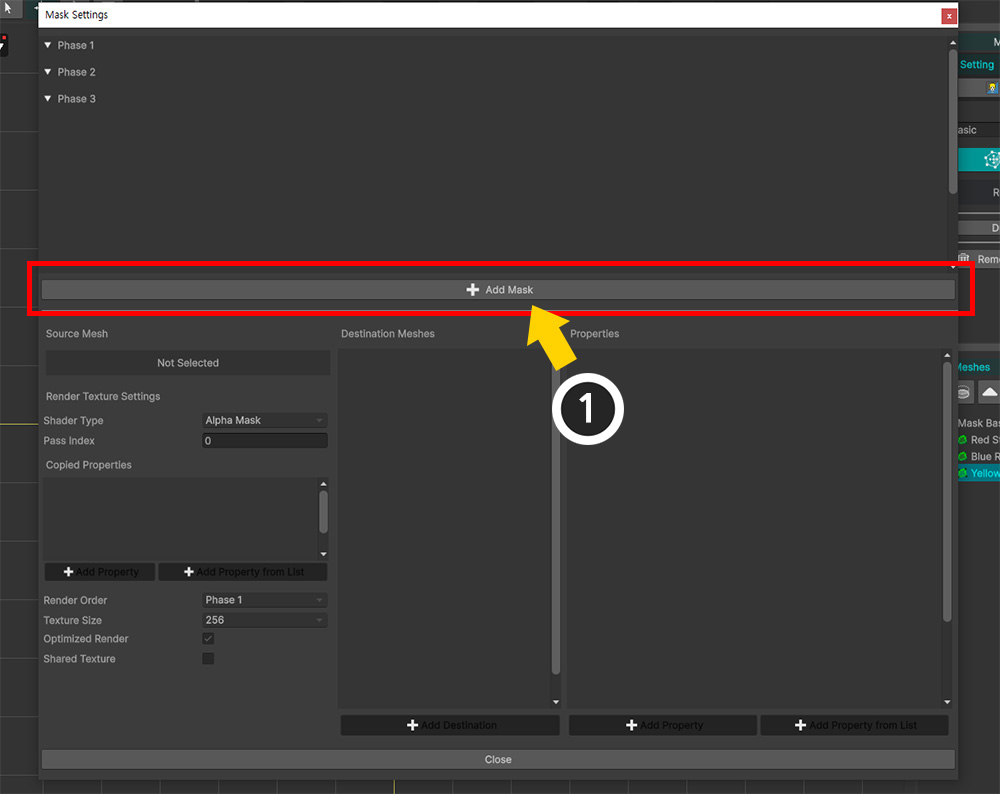 Mask Settings
x
Phase 1
Phase 2
Phase 3
Setting
asic
Add Mask
Source Mesh
Not Selected
Render Texture Settings
Shader Type Alpha Mask
Pass Index 0
Copied Properties
Add Property
Add Property from List
Render Order Phase 1
Texture Size 256
Optimized Render
Shared Texture
Destination Meshes
Add Destination
Properties
1
Add Property
Add Property from List
Close
Meshes
Mask Bas
Red S
Blue R
Yellow